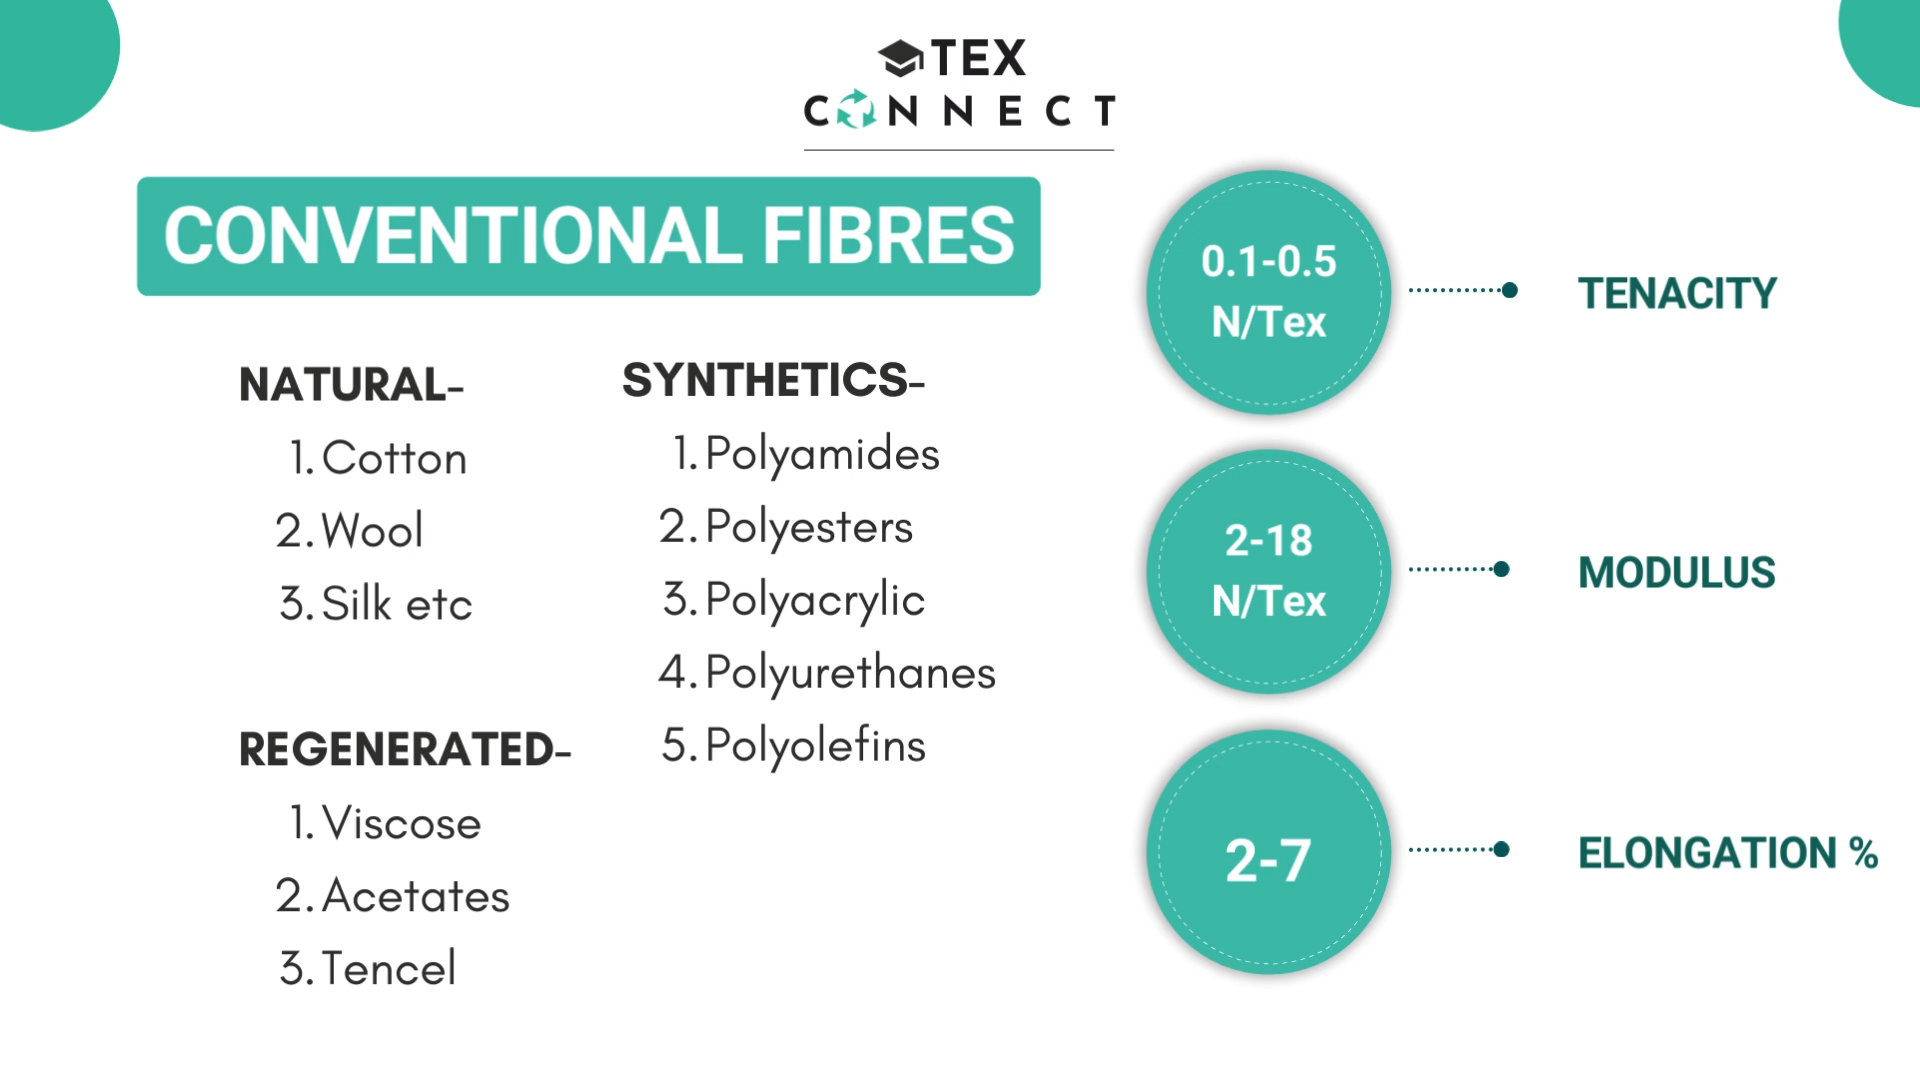 TEX
CONNECT
CONVENTIONAL FIBRES
NATURAL-
1. Cotton
2. Wool
3. Silk etc
REGENERATED-
1. Viscose
2. Acetates
3. Tencel
SYNTHETICS-
1. Polyamides
2. Polyesters
3. Polyacrylic
4. Polyurethanes
5. Polyolefins
0.1-0.5
N/Tex
TENACITY
2-18
N/Tex
MODULUS
2-7
ELONGATION %